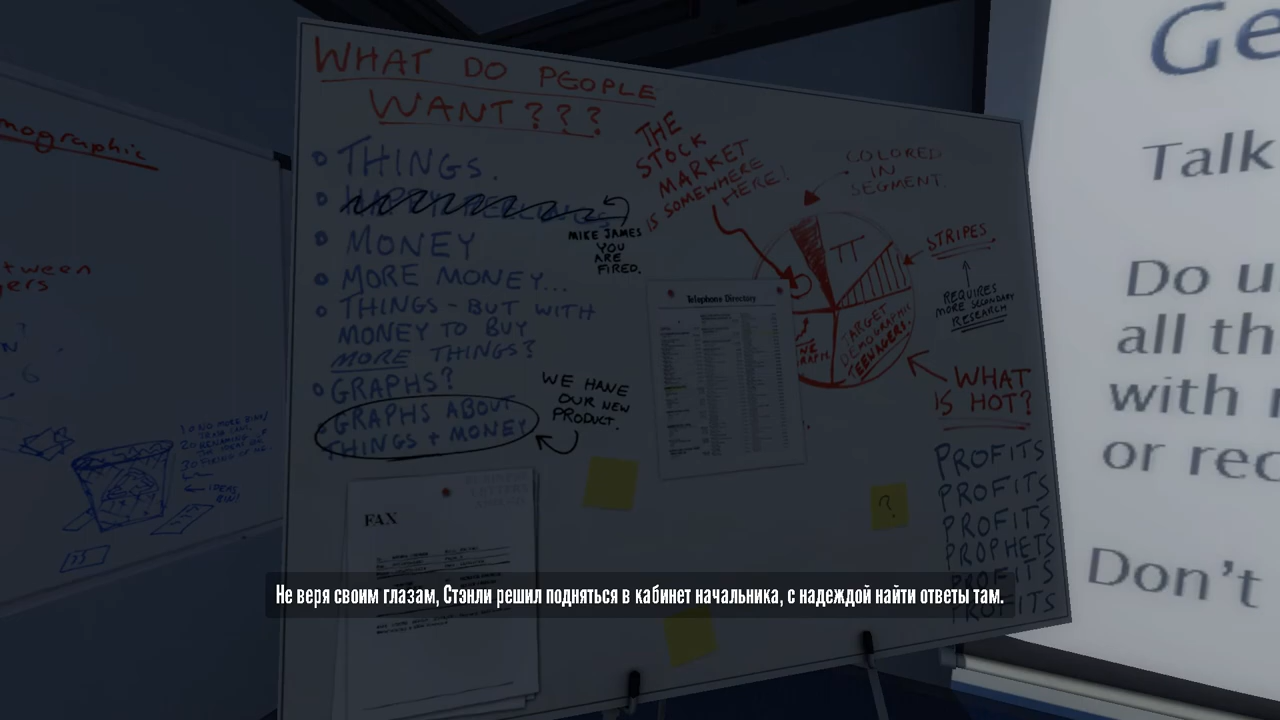 mographic
tween
WHAT DO PEOPLE
WANT???
THINGS.
MONEY
MORE MONEY...
THINGS - BUT WITH
MONEY TO BUY
MORE THINGS?
GRAPHS?
GRAPHS ABOUT
THINGS + MONEY
MIKE JAMES
YOU
ARE
FIRED.
WE HAVE
OUR NEW
PRODUCT.
THE
STOCK
MARKET
IS SOMEWHERE
HERE!
COLORED
IN
SEGMENT.
TT
STRIPES
REQUIRES
MORE SECONDARY
RESEARCH
TARGET
DEMOGRAPHIC
TEENAGERS.
Telephone Directory
WHAT
IS HOT?
PROFITS
PROFITS
PROFITS
PROPHETS
PROFITS
PROFITS
?
FAX
IDEAS
BIN!
Ge
Talk
Do u
all th
with
or rec
Don't
Не веря своим глазам, Стэнли решил подняться в кабинет начальника, с надеждой найти ответы там.